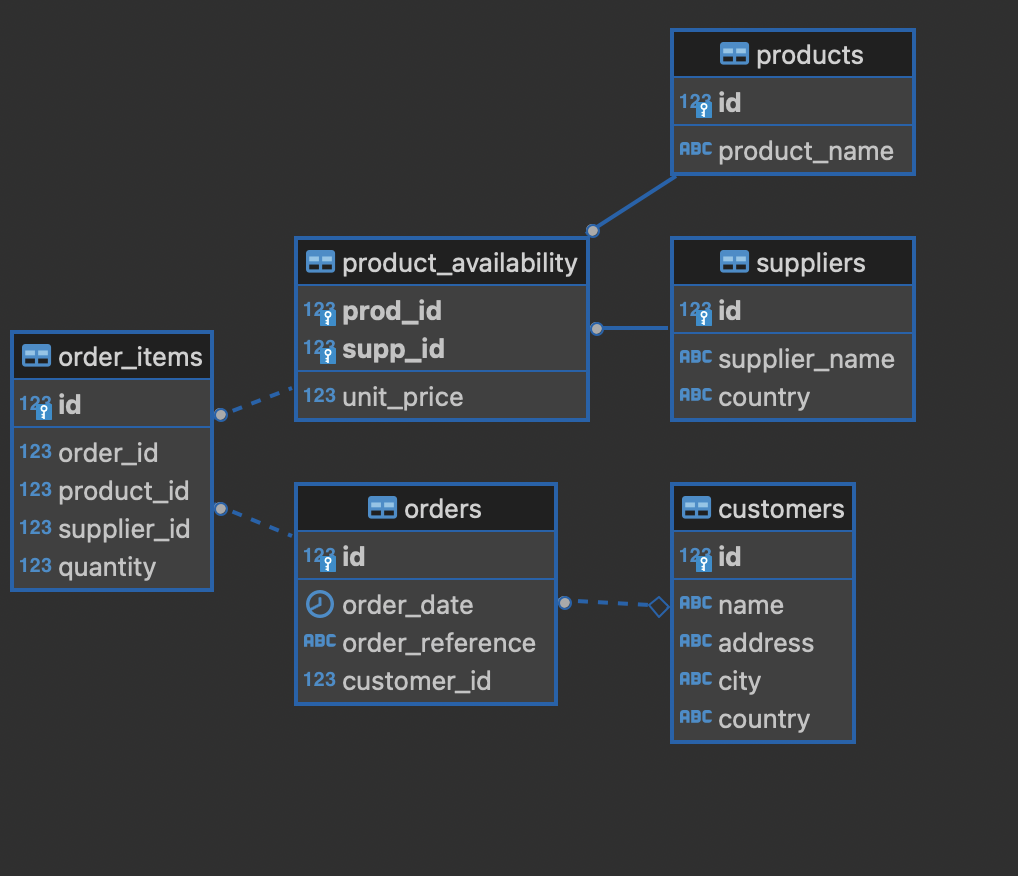 products
123 id
ABC product_name
product_availability
123 prod_id
123 supp_id
123 unit_price
suppliers
123 id
ABC supplier_name
ABC country
order_items
123 id
123 order_id
123 product_id
123 supplier_id
123 quantity
orders
123 id
order_date
ABC order_reference
123 customer_id
customers
123 id
ABC name
ABC address
ABC city
ABC country